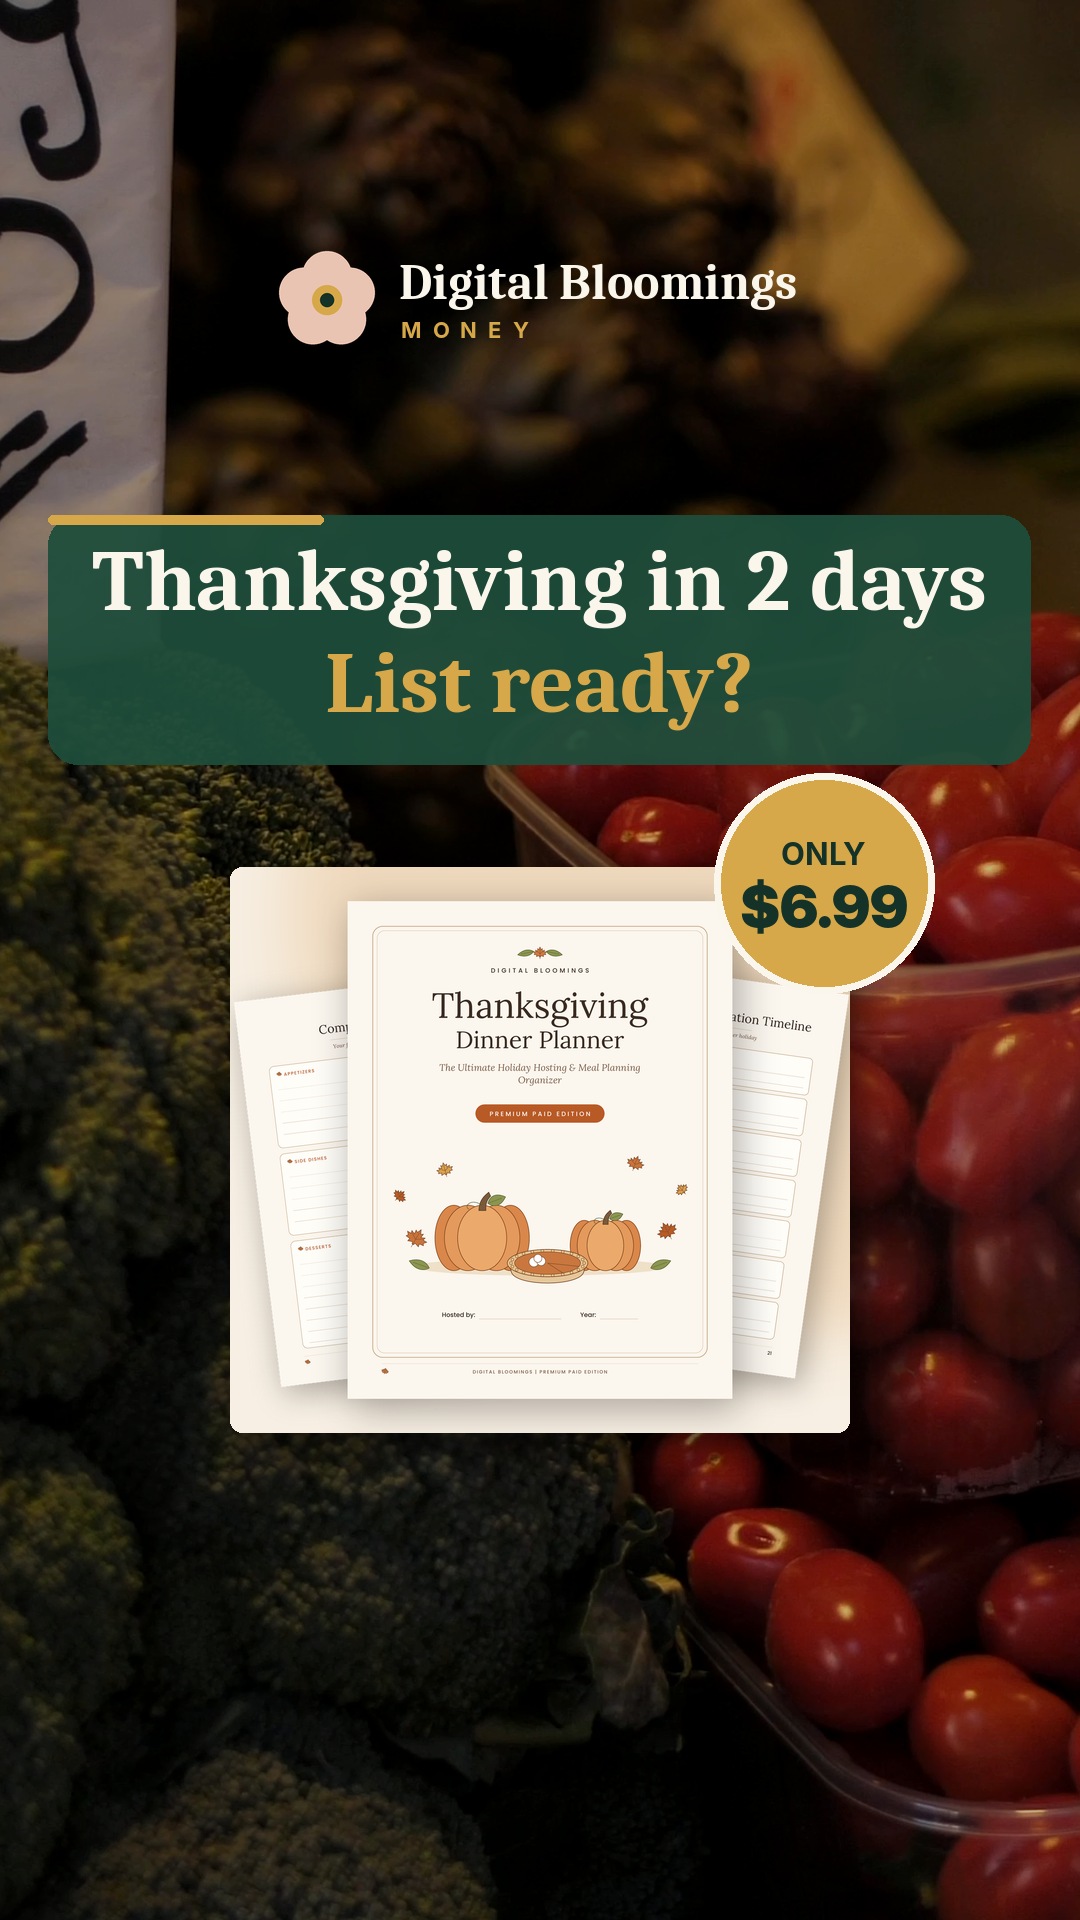 Digital Bloomings
MONEY
Thanksgiving in 2 days
List ready?
ONLY
$6.99
DIGITAL BLOOMINGS
Thanksgiving
Dinner Planner
The Ultimate Holiday Hosting & Meal Planning
Organizer
PREMIUM PAID EDITION
Hosted by:
Year:
DIGITAL BLOOMINGS | PREMIUM PAID EDITION
APPETIZERS
SIDE DISHES
DESSERTS
Timeline
holiday
21